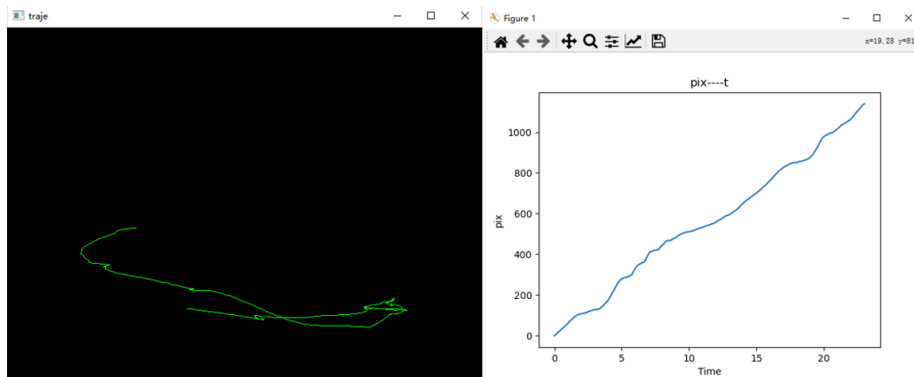 traje
Figure 1
x=19.28 y=81
pix----t
1000
800
600
400
200
0
pix
0 5 10 15 20
Time